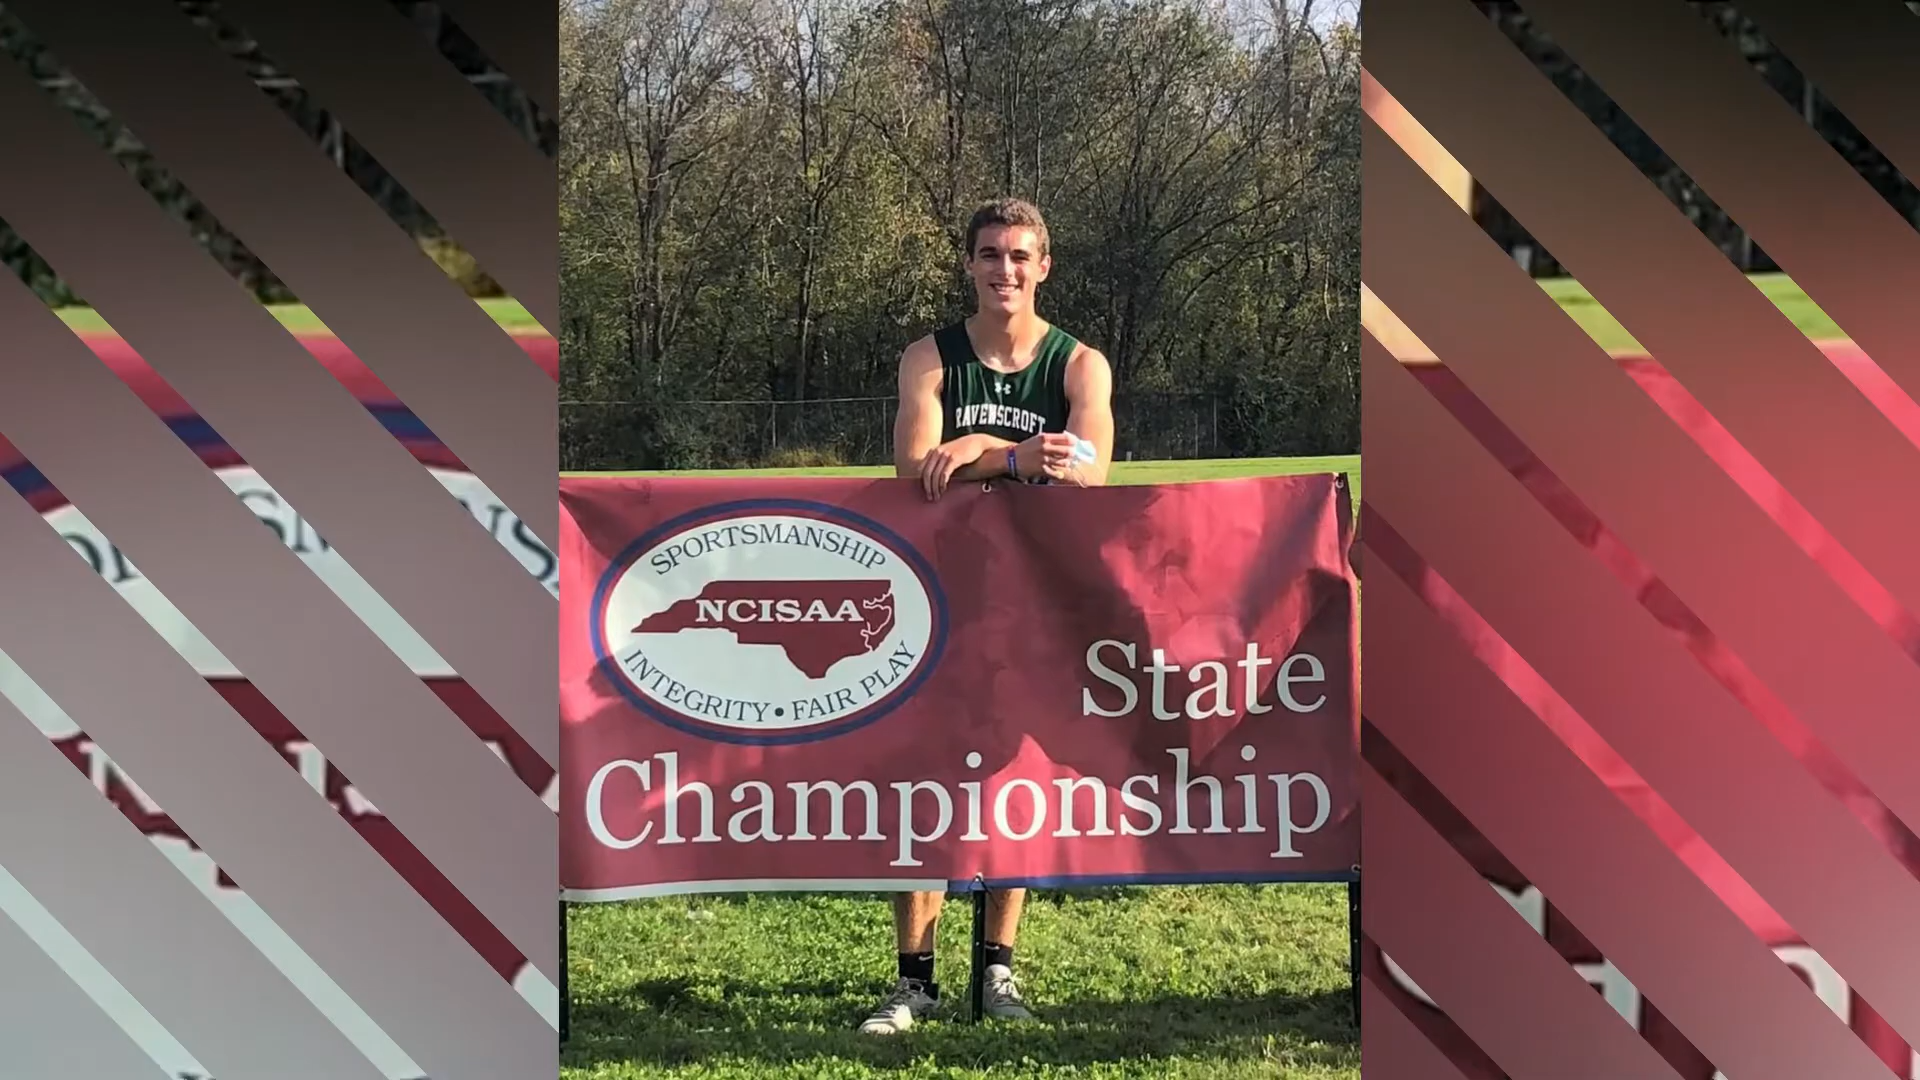 RAVENSCROFT
SPORTSMANSHIP
NCISAA
INTEGRITY • FAIR PLAY
State
Championship